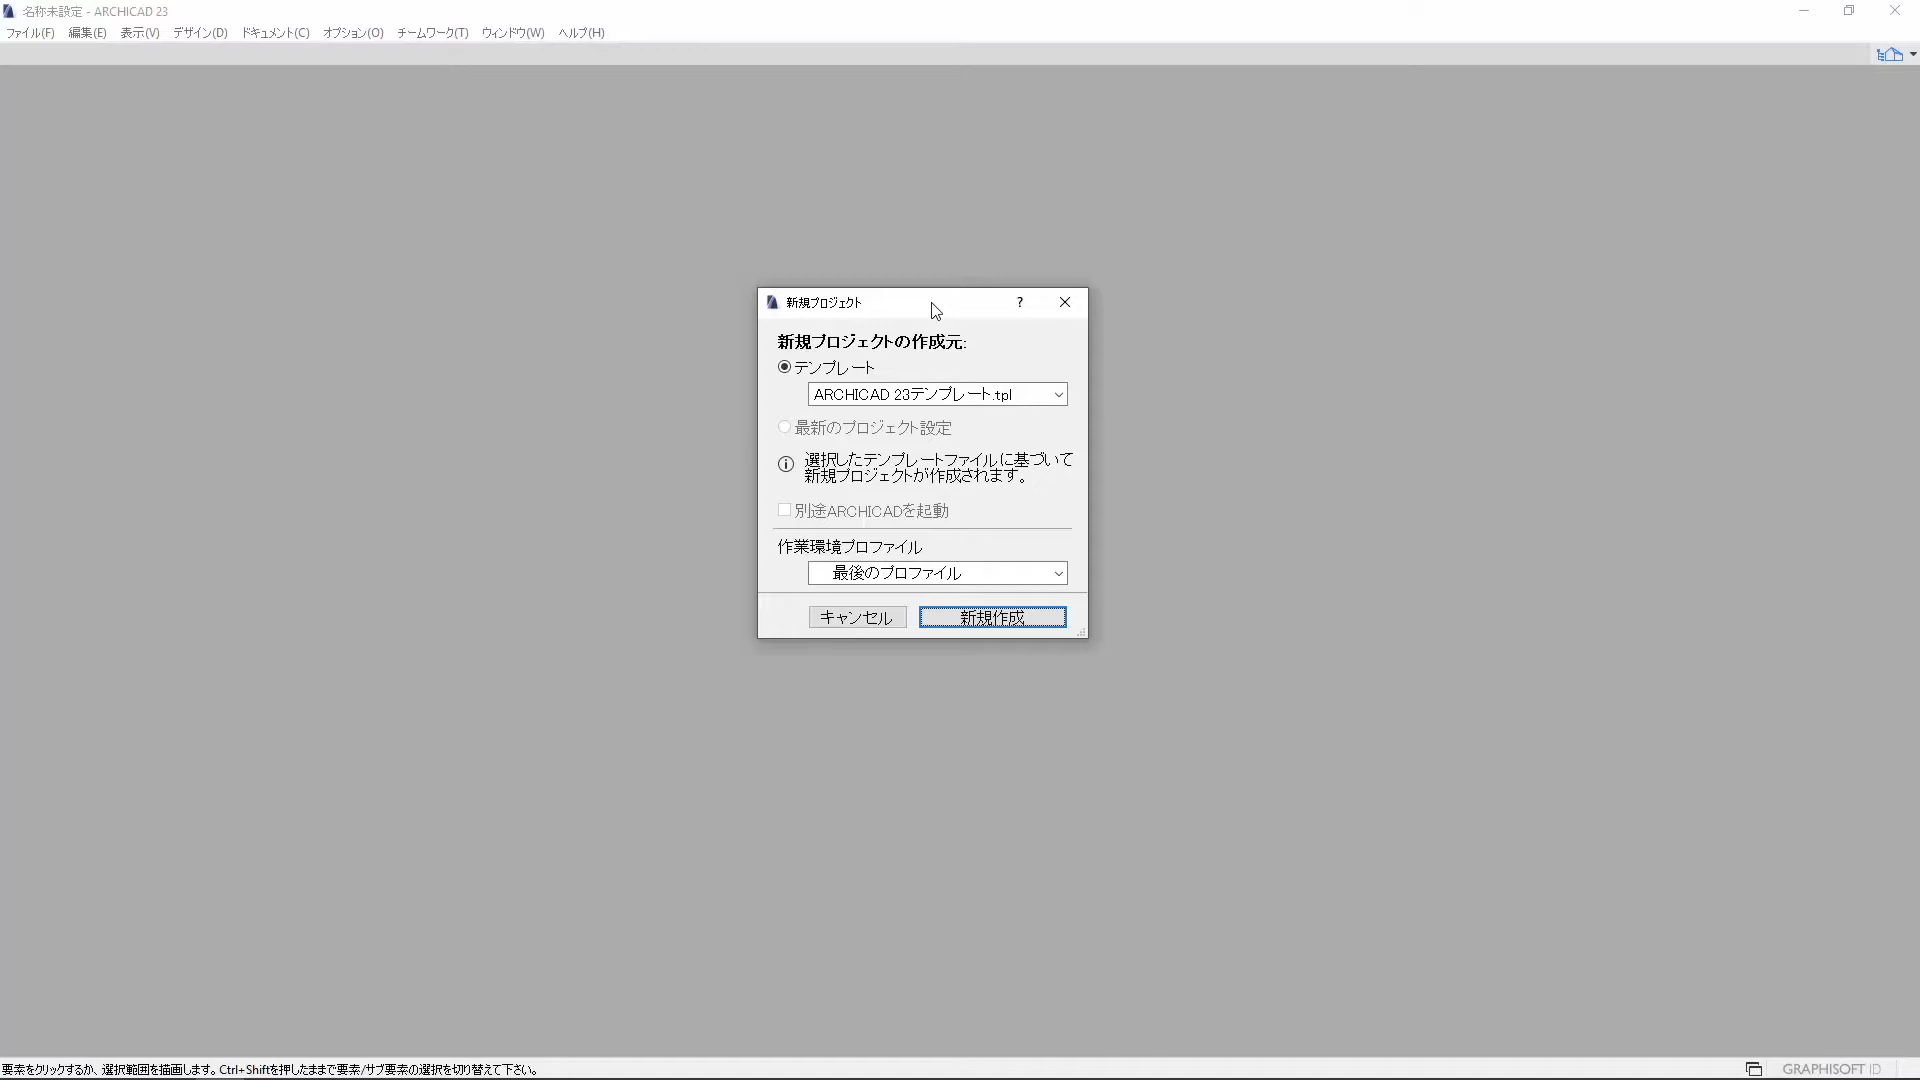 名称未設定 - ARCHICAD 23
ファイル(F) 編集(E) 表示(V) デザイン(D) ドキュメント(C) オプション(O) チームワーク(T) ウィンドウ(W) ヘルプ(H)
新規プロジェクト ?
新規プロジェクトの作成元:
テンプレート
ARCHICAD 23テンプレート.tpl
最新のプロジェクト設定
選択したテンプレートファイルに基づいて
新規プロジェクトが作成されます。
別途ARCHICADを起動
作業環境プロファイル
最後のプロファイル
キャンセル 新規作成
要素をクリックするか、選択範囲を描画します。Ctrl+Shiftを押したままで要素/サブ要素の選択を切り替えて下さい。
GRAPHISOFT ID